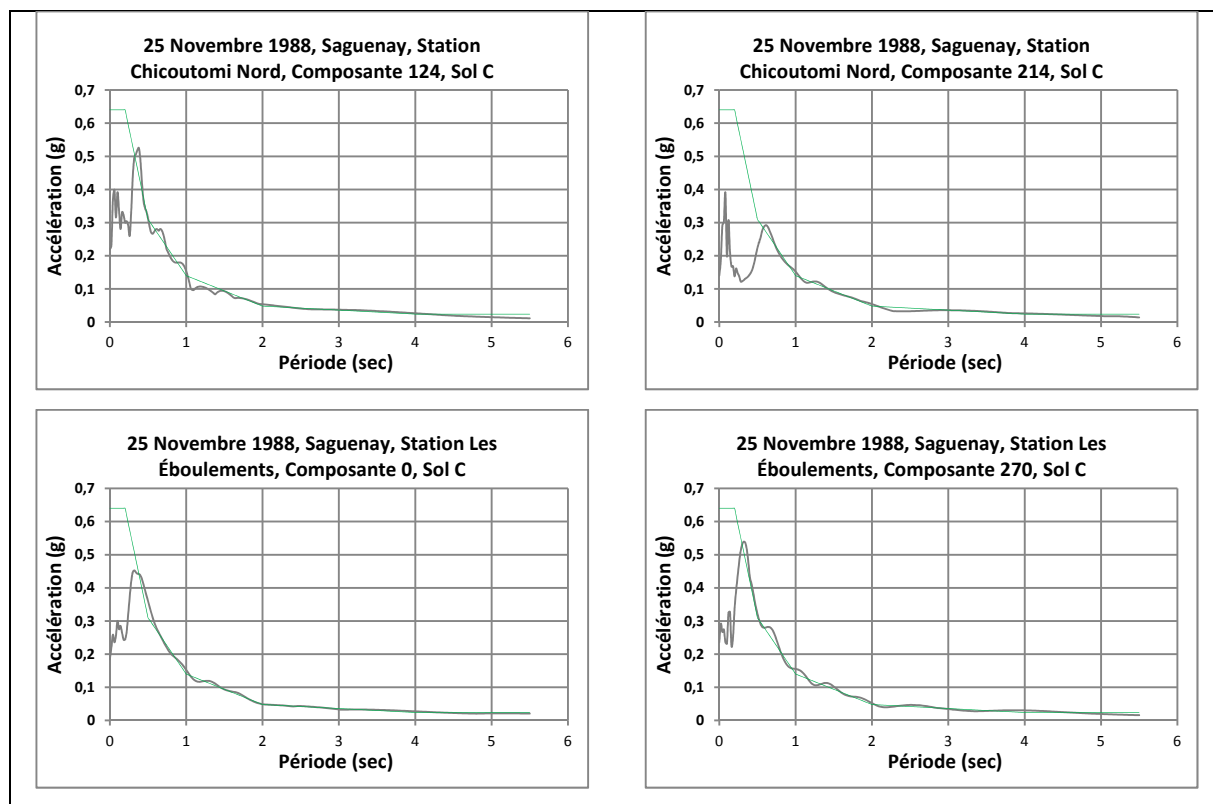 25 Novembre 1988, Saguenay, Station
Chicoutomi Nord, Composante 124, Sol C
0,7
0,6
0,5
0,4
0,3
0,2
0,1
0
Accélération (g)
0 1 2 3 4 5 6
Période (sec)
25 Novembre 1988, Saguenay, Station
Chicoutomi Nord, Composante 214, Sol C
0,7
0,6
0,5
0,4
0,3
0,2
0,1
0
Accélération (g)
0 1 2 3 4 5 6
Période (sec)
25 Novembre 1988, Saguenay, Station Les
Éboulements, Composante 0, Sol C
0,7
0,6
0,5
0,4
0,3
0,2
0,1
0
Accélération (g)
0 1 2 3 4 5 6
Période (sec)
25 Novembre 1988, Saguenay, Station Les
Éboulements, Composante 270, Sol C
0,7
0,6
0,5
0,4
0,3
0,2
0,1
0
Accélération (g)
0 1 2 3 4 5 6
Période (sec)